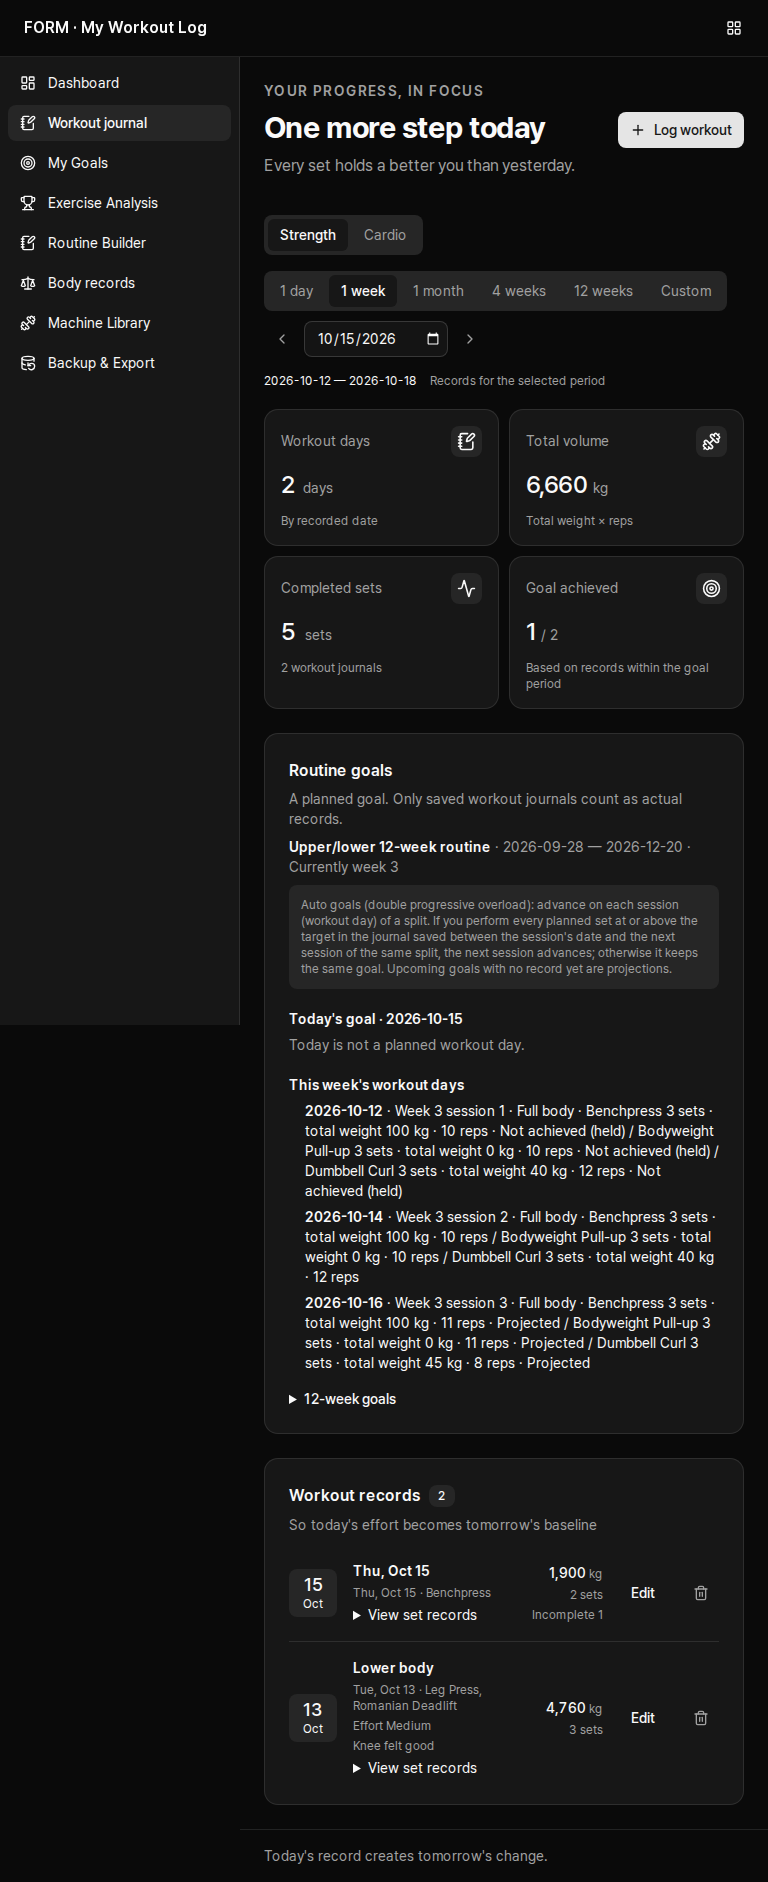 FORM · My Workout Log
Dashboard
Workout journal
My Goals
Exercise Analysis
Routine Builder
Body records
Machine Library
Backup & Export
YOUR PROGRESS, IN FOCUS
One more step today
Log workout
Every set holds a better you than yesterday.
Strength Cardio
1 day 1 week 1 month 4 weeks 12 weeks Custom
10/15/2026
2026-10-12 — 2026-10-18 Records for the selected period
Workout days
2 days
By recorded date
Total volume
6,660 kg
Total weight × reps
Completed sets
5 sets
2 workout journals
Goal achieved
1 / 2
Based on records within the goal
period
Routine goals
A planned goal. Only saved workout journals count as actual
records.
Upper/lower 12-week routine · 2026-09-28 — 2026-12-20 ·
Currently week 3
Auto goals (double progressive overload): advance on each session
(workout day) of a split. If you perform every planned set at or above the
target in the journal saved between the session's date and the next
session of the same split, the next session advances; otherwise it keeps
the same goal. Upcoming goals with no record yet are projections.
Today's goal · 2026-10-15
Today is not a planned workout day.
This week's workout days
2026-10-12 · Week 3 session 1 · Full body · Benchpress 3 sets ·
total weight 100 kg · 10 reps · Not achieved (held) / Bodyweight
Pull-up 3 sets · total weight 0 kg · 10 reps · Not achieved (held) /
Dumbbell Curl 3 sets · total weight 40 kg · 12 reps · Not
achieved (held)
2026-10-14 · Week 3 session 2 · Full body · Benchpress 3 sets ·
total weight 100 kg · 10 reps / Bodyweight Pull-up 3 sets · total
weight 0 kg · 10 reps / Dumbbell Curl 3 sets · total weight 40 kg
· 12 reps
2026-10-16 · Week 3 session 3 · Full body · Benchpress 3 sets ·
total weight 100 kg · 11 reps · Projected / Bodyweight Pull-up 3
sets · total weight 0 kg · 11 reps · Projected / Dumbbell Curl 3
sets · total weight 45 kg · 8 reps · Projected
12-week goals
Workout records 2
So today's effort becomes tomorrow's baseline
15
Oct
Thu, Oct 15
Thu, Oct 15 · Benchpress
View set records
1,900 kg
2 sets
Incomplete 1
Edit
13
Oct
Lower body
Tue, Oct 13 · Leg Press,
Romanian Deadlift
Effort Medium
Knee felt good
View set records
4,760 kg
3 sets
Edit
Today's record creates tomorrow's change.